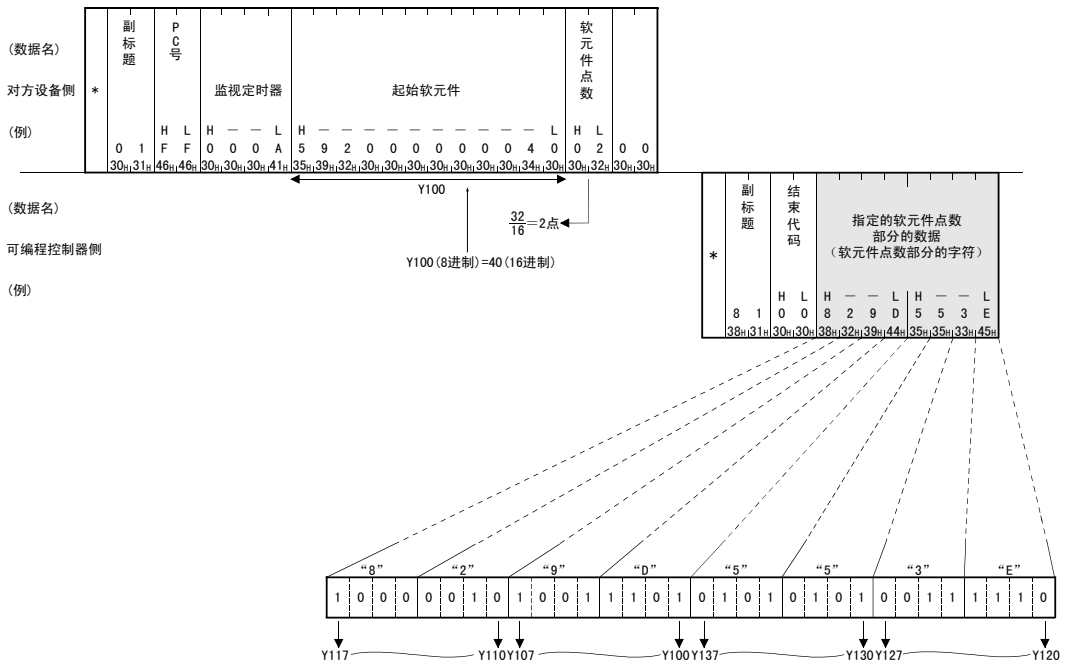 (数据名)
对方设备侧
(例)
*
副标题
PC号
监视定时器
起始软元件
软元件点数
H L H － － L H － － － － － － － － － － L H L
0 1 F F 0 0 0 A 5 9 2 0 0 0 0 0 0 0 4 0 0 2 0 0
30H 31H 46H 46H 30H 30H 30H 41H 35H 39H 32H 30H 30H 30H 30H 30H 30H 30H 34H 30H 30H 32H 30H 30H
Y100
32/16=2点
Y100(8进制)=40(16进制)
(数据名)
可编程控制器侧
(例)
*
副标题
结束代码
指定的软元件点数
部分的数据
(软元件点数部分的字符)
H L H － － L H － － L
8 1 0 0 8 2 9 D 5 5 3 E
38H 31H 30H 30H 38H 32H 39H 44H 35H 35H 33H 45H
“8” “2” “9” “D” “5” “5” “3” “E”
1 0 0 0 0 0 1 0 1 0 0 1 1 1 0 1 0 1 0 1 0 1 0 1 0 0 1 1 1 1 1 0
Y117 Y110 Y107 Y100 Y137 Y130 Y127 Y120